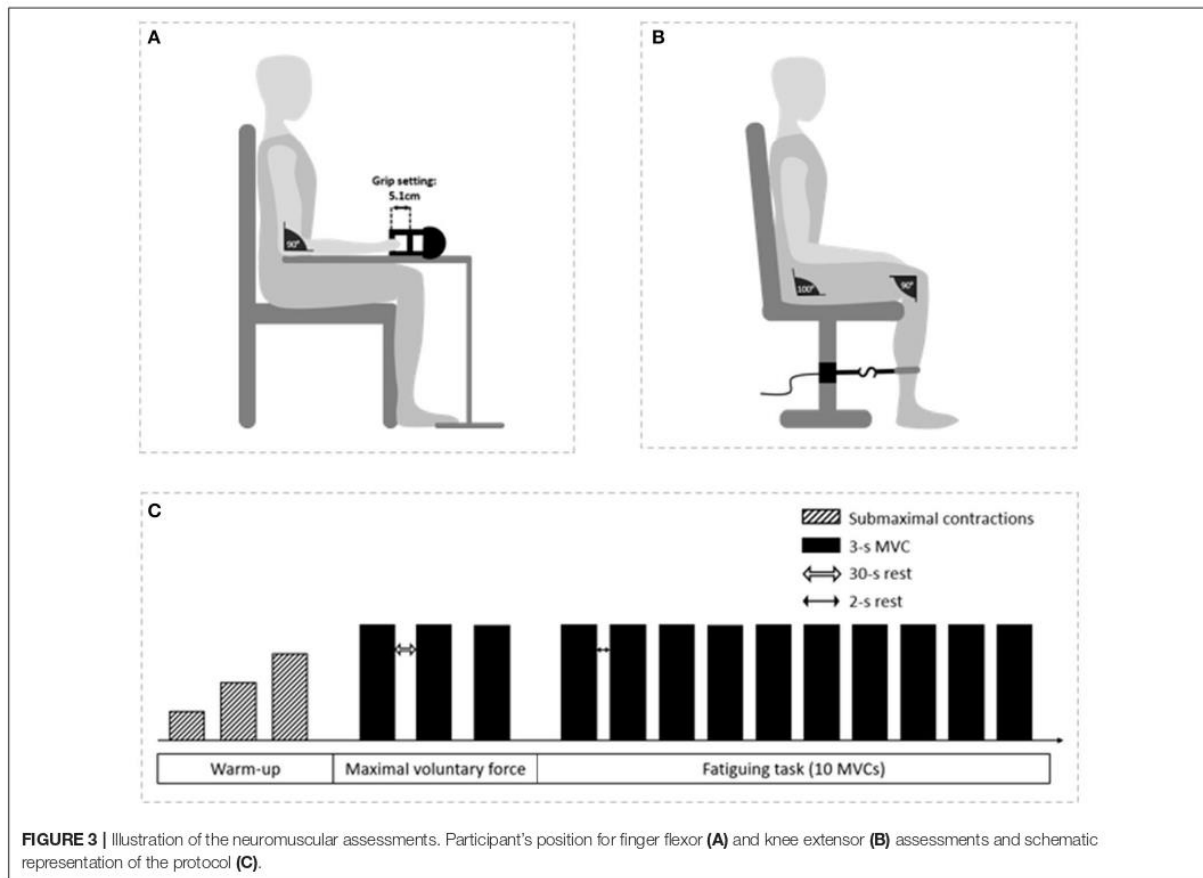 A
Grip setting:
5.1cm
90°
B
100°
90°
C
Submaximal contractions
3-s MVC
30-s rest
2-s rest
Warm-up
Maximal voluntary force
Fatiguing task (10 MVCs)
FIGURE 3 | Illustration of the neuromuscular assessments. Participant's position for finger flexor (A) and knee extensor (B) assessments and schematic
representation of the protocol (C).